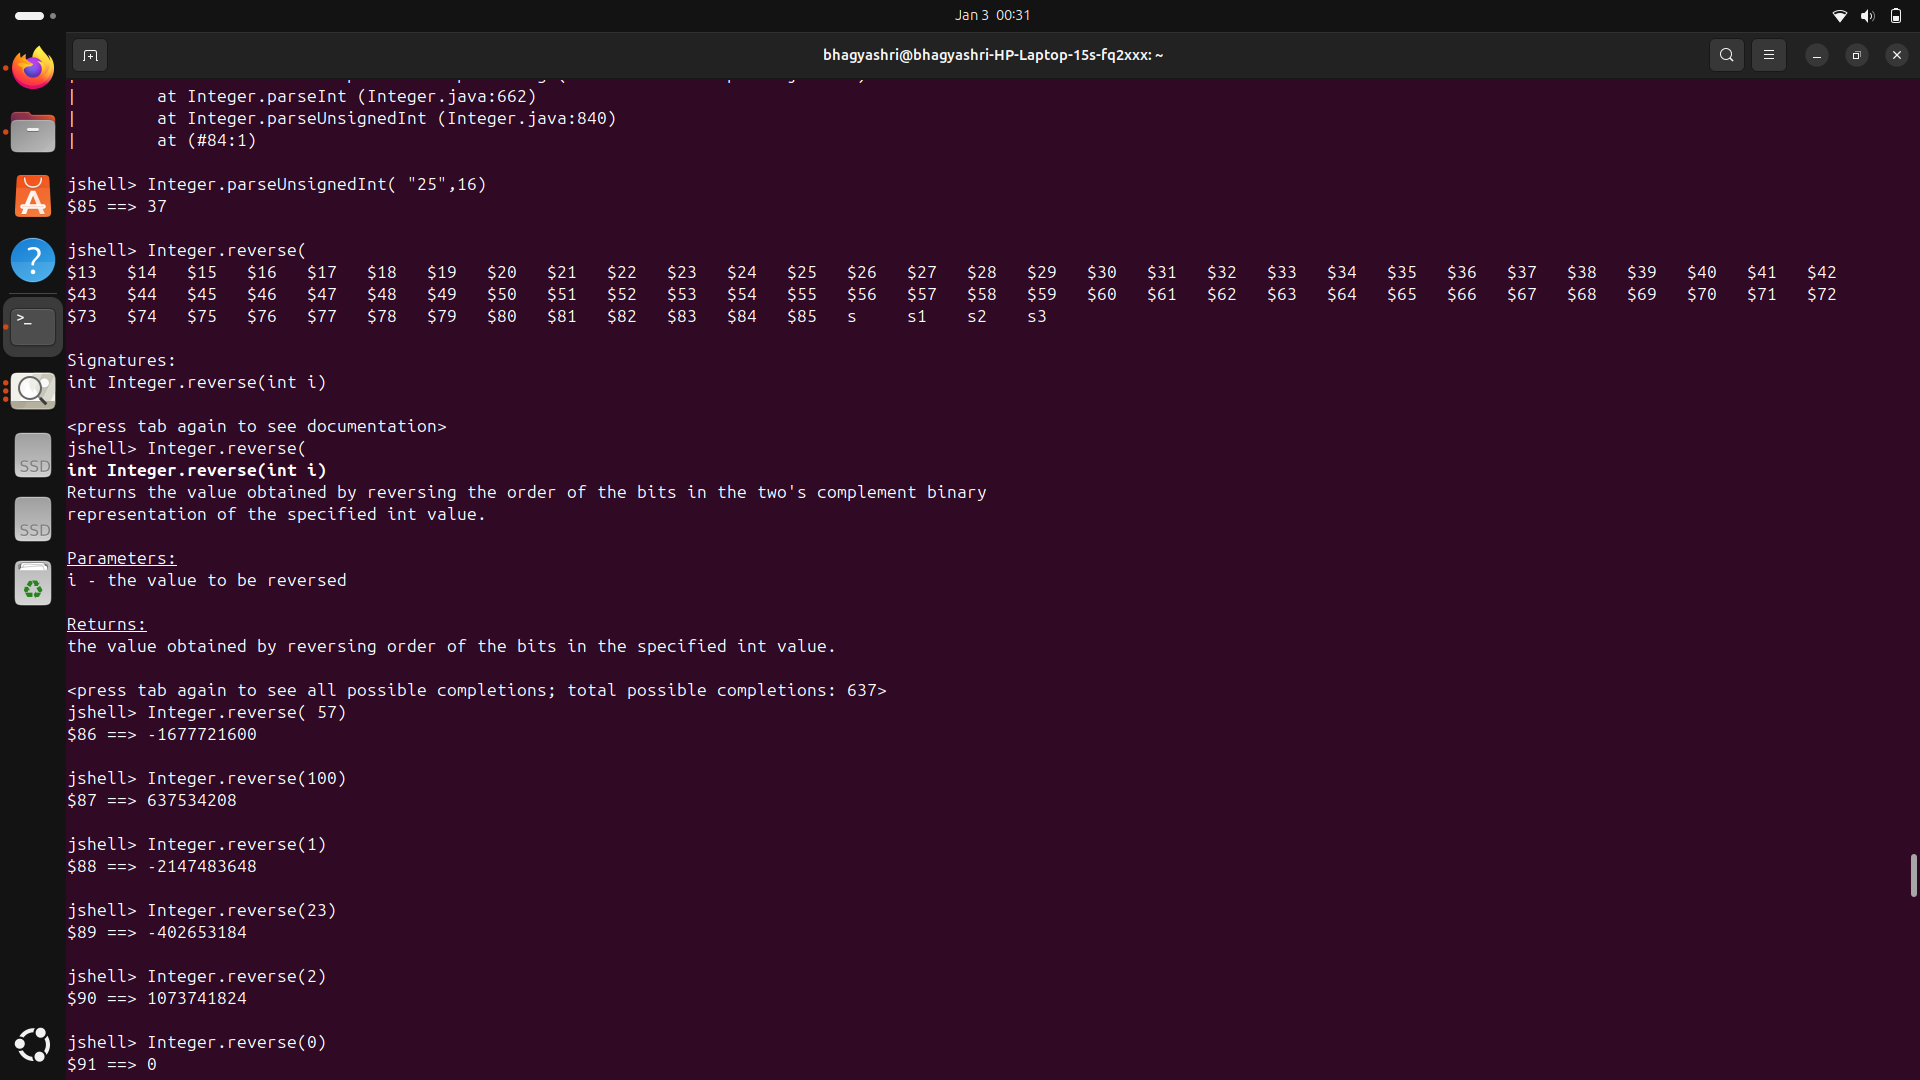 Jan 3 00:31
bhagyashri@bhagyashri-HP-Laptop-15s-fq2xxx: ~
| at Integer.parseInt (Integer.java:662)
| at Integer.parseUnsignedInt (Integer.java:840)
| at (#84:1)
jshell> Integer.parseUnsignedInt( "25",16)
$85 ==> 37
jshell> Integer.reverse(
$13 $14 $15 $16 $17 $18 $19 $20 $21 $22 $23 $24 $25 $26 $27 $28 $29 $30 $31 $32 $33 $34 $35 $36 $37 $38 $39 $40 $41 $42
$43 $44 $45 $46 $47 $48 $49 $50 $51 $52 $53 $54 $55 $56 $57 $58 $59 $60 $61 $62 $63 $64 $65 $66 $67 $68 $69 $70 $71 $72
$73 $74 $75 $76 $77 $78 $79 $80 $81 $82 $83 $84 $85 s s1 s2 s3
Signatures:
int Integer.reverse(int i)
<press tab again to see documentation>
jshell> Integer.reverse(
int Integer.reverse(int i)
Returns the value obtained by reversing the order of the bits in the two's complement binary
representation of the specified int value.
Parameters:
i - the value to be reversed
Returns:
the value obtained by reversing order of the bits in the specified int value.
<press tab again to see all possible completions; total possible completions: 637>
jshell> Integer.reverse( 57)
$86 ==> -1677721600
jshell> Integer.reverse(100)
$87 ==> 637534208
jshell> Integer.reverse(1)
$88 ==> -2147483648
jshell> Integer.reverse(23)
$89 ==> -402653184
jshell> Integer.reverse(2)
$90 ==> 1073741824
jshell> Integer.reverse(0)
$91 ==> 0
SSD
SSD